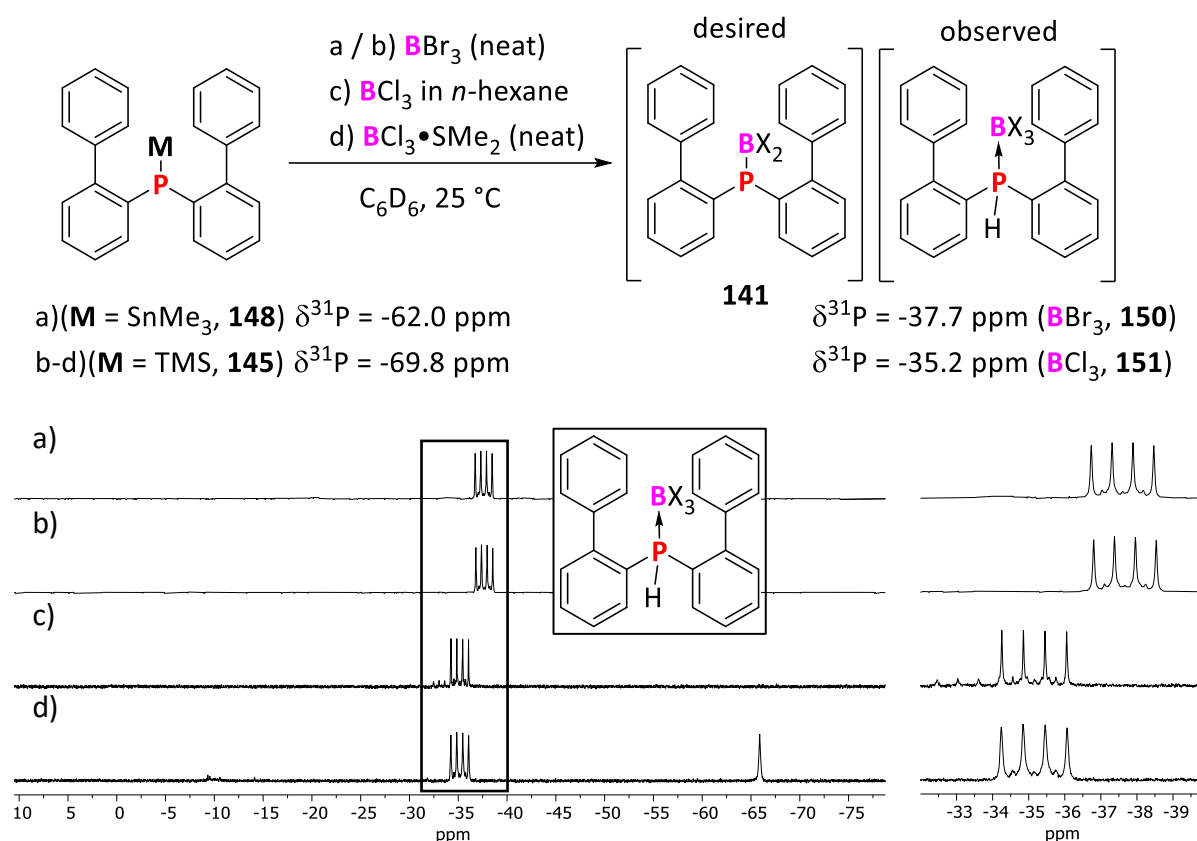 a / b) BBr3 (neat)
c) BCl3 in n-hexane
d) BCl3•SMe2 (neat)
C6D6, 25 °C
desired
observed
M
P
BX2
P
BX3
P
H
141
a)(M = SnMe3, 148) δ31P = -62.0 ppm
b-d)(M = TMS, 145) δ31P = -69.8 ppm
δ31P = -37.7 ppm (BBr3, 150)
δ31P = -35.2 ppm (BCl3, 151)
a)
b)
c)
d)
BX3
P
H
10 5 0 -5 -10 -15 -20 -25 -30 -35 -40 -45 -50 -55 -60 -65 -70 -75
ppm
-33 -34 -35 -36 -37 -38 -39
ppm